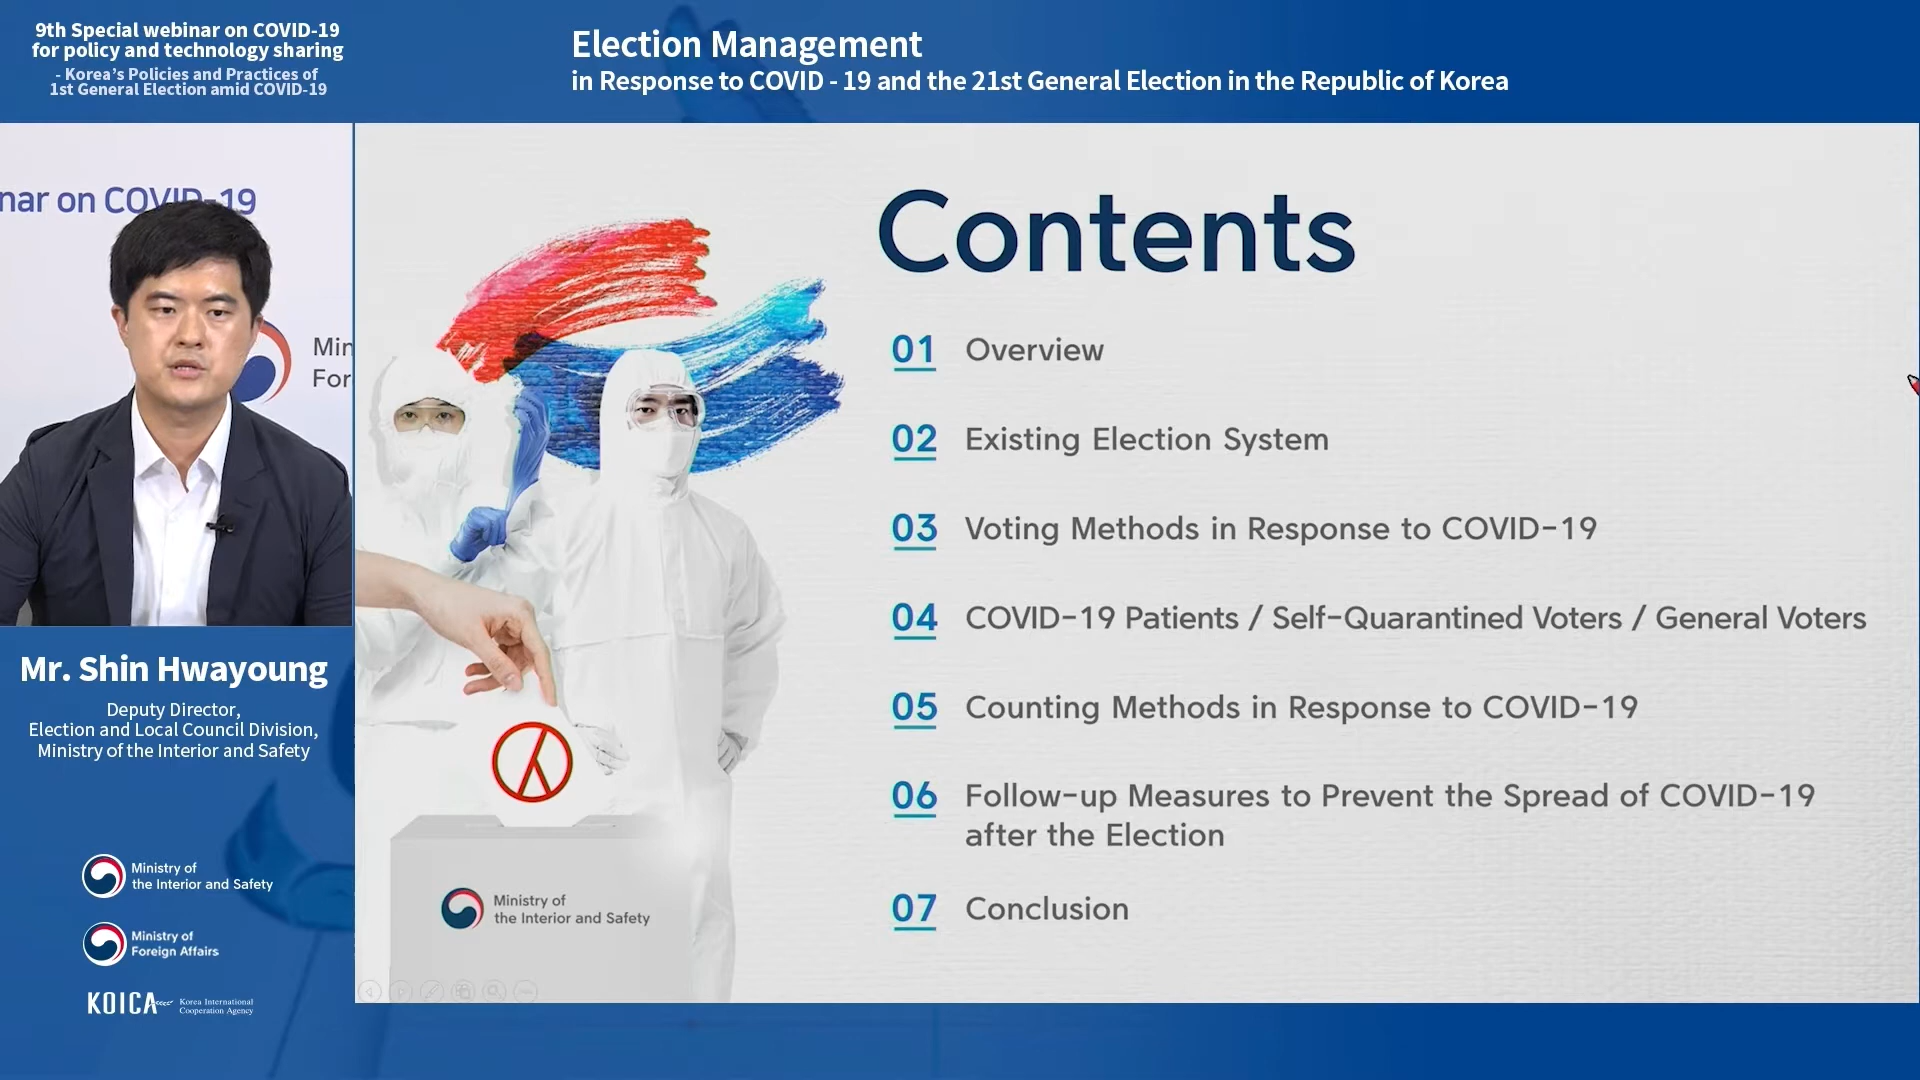 9th Special webinar on COVID-19
for policy and technology sharing
- Korea's Policies and Practices of
1st General Election amid COVID-19
Election Management
in Response to COVID - 19 and the 21st General Election in the Republic of Korea
nar on COVID-19
Min
For
Mr. Shin Hwayoung
Deputy Director,
Election and Local Council Division,
Ministry of the Interior and Safety
Ministry of
the Interior and Safety
Ministry of
Foreign Affairs
KOICA
Korea International
Cooperation Agency
Contents
01 Overview
02 Existing Election System
03 Voting Methods in Response to COVID-19
04 COVID-19 Patients / Self-Quarantined Voters / General Voters
05 Counting Methods in Response to COVID-19
06 Follow-up Measures to Prevent the Spread of COVID-19
after the Election
07 Conclusion
Ministry of
the Interior and Safety